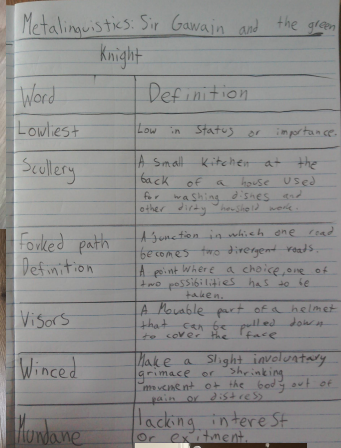 Metalinguistics: Sir Gawain and the green
Knight
Word Definition
Lowliest Low in status or importance.
Scullery A small kitchen at the
back of a house used
for washing dishes and
other dirty houshold work.
Forked path A junction in which one road
becomes two divergent roads.
Definition A point where a choice, one of
two possibilities has to be
taken.
Visors A Movable part of a helmet
that can be pulled down
to cover the face
Winced Make a slight involuntary
grimace or shrinking
movement of the body out of
pain or distress
Mundane lacking interest
or exitment.